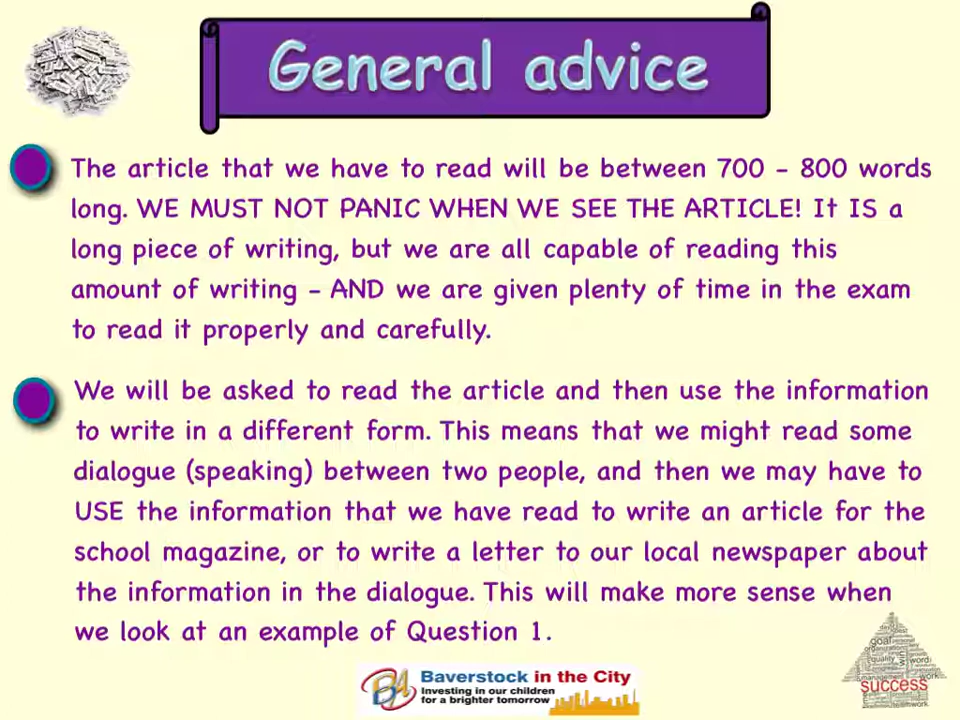 General advice
The article that we have to read will be between 700 - 800 words
long. WE MUST NOT PANIC WHEN WE SEE THE ARTICLE! It IS a
long piece of writing, but we are all capable of reading this
amount of writing - AND we are given plenty of time in the exam
to read it properly and carefully.
We will be asked to read the article and then use the information
to write in a different form. This means that we might read some
dialogue (speaking) between two people, and then we may have to
USE the information that we have read to write an article for the
school magazine, or to write a letter to our local newspaper about
the information in the dialogue. This will make more sense when
we look at an example of Question 1.
Baverstock in the City
Investing in our children
for a brighter tomorrow
goal
quality
win
word
work
success